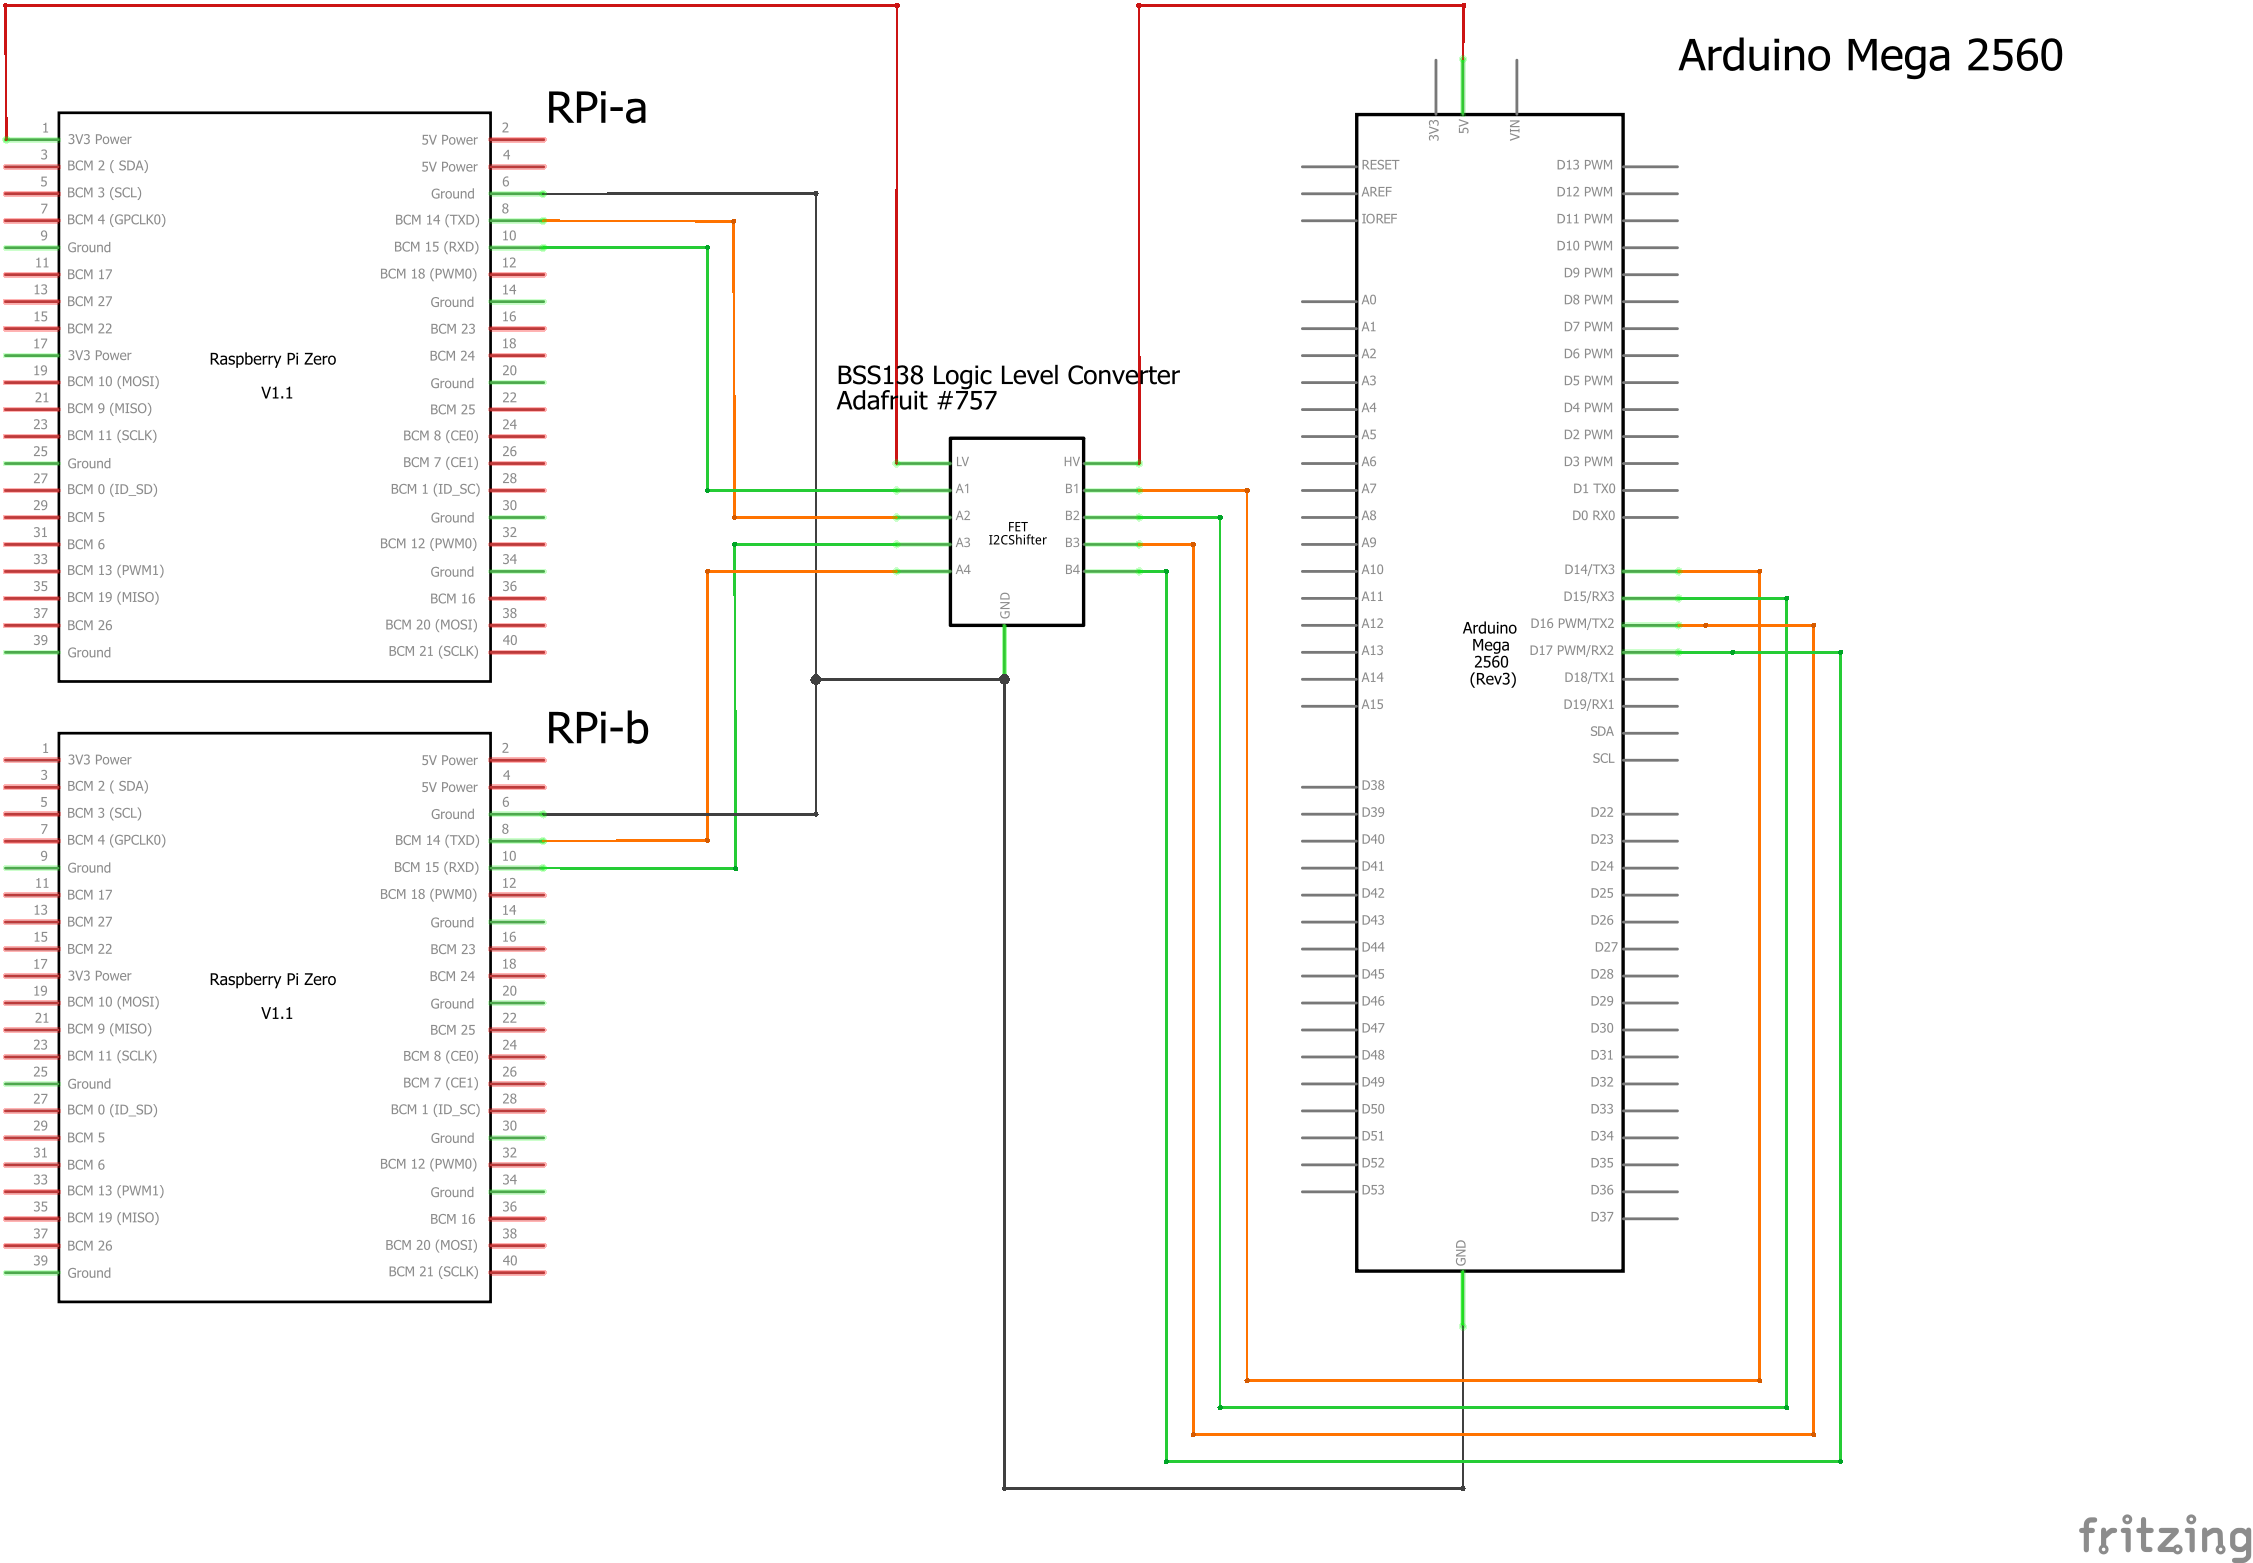 Arduino Mega 2560
RPi-a
1 3V3 Power 5V Power 2
3 BCM 2 ( SDA) 5V Power 4
5 BCM 3 (SCL) Ground 6
7 BCM 4 (GPCLK0) BCM 14 (TXD) 8
9 Ground BCM 15 (RXD) 10
11 BCM 17 BCM 18 (PWM0) 12
13 BCM 27 Ground 14
15 BCM 22 BCM 23 16
17 3V3 Power BCM 24 18
19 BCM 10 (MOSI) Ground 20
21 BCM 9 (MISO) BCM 25 22
23 BCM 11 (SCLK) BCM 8 (CE0) 24
25 Ground BCM 7 (CE1) 26
27 BCM 0 (ID_SD) BCM 1 (ID_SC) 28
29 BCM 5 Ground 30
31 BCM 6 BCM 12 (PWM0) 32
33 BCM 13 (PWM1) Ground 34
35 BCM 19 (MISO) BCM 16 36
37 BCM 26 BCM 20 (MOSI) 38
39 Ground BCM 21 (SCLK) 40
Raspberry Pi Zero
V1.1
RPi-b
1 3V3 Power 5V Power 2
3 BCM 2 ( SDA) 5V Power 4
5 BCM 3 (SCL) Ground 6
7 BCM 4 (GPCLK0) BCM 14 (TXD) 8
9 Ground BCM 15 (RXD) 10
11 BCM 17 BCM 18 (PWM0) 12
13 BCM 27 Ground 14
15 BCM 22 BCM 23 16
17 3V3 Power BCM 24 18
19 BCM 10 (MOSI) Ground 20
21 BCM 9 (MISO) BCM 25 22
23 BCM 11 (SCLK) BCM 8 (CE0) 24
25 Ground BCM 7 (CE1) 26
27 BCM 0 (ID_SD) BCM 1 (ID_SC) 28
29 BCM 5 Ground 30
31 BCM 6 BCM 12 (PWM0) 32
33 BCM 13 (PWM1) Ground 34
35 BCM 19 (MISO) BCM 16 36
37 BCM 26 BCM 20 (MOSI) 38
39 Ground BCM 21 (SCLK) 40
Raspberry Pi Zero
V1.1
BSS138 Logic Level Converter
Adafruit #757
LV HV
A1 B1
A2 B2
A3 B3
A4 B4
FET
I2CShifter
GND
3V3 5V VIN
RESET D13 PWM
AREF D12 PWM
IOREF D11 PWM
D10 PWM
D9 PWM
A0 D8 PWM
A1 D7 PWM
A2 D6 PWM
A3 D5 PWM
A4 D4 PWM
A5 D2 PWM
A6 D3 PWM
A7 D1 TX0
A8 D0 RX0
A9
A10 D14/TX3
A11 D15/RX3
A12 D16 PWM/TX2
A13 D17 PWM/RX2
A14 D18/TX1
A15 D19/RX1
SDA
SCL
Arduino
Mega
2560
(Rev3)
D38
D39 D22
D40 D23
D41 D24
D42 D25
D43 D26
D44 D27
D45 D28
D46 D29
D47 D30
D48 D31
D49 D32
D50 D33
D51 D34
D52 D35
D53 D36
D37
GND
fritzing